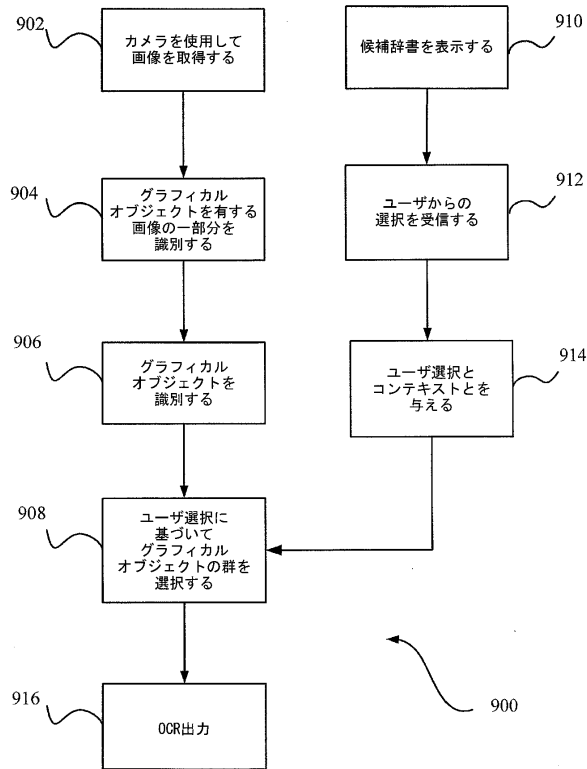 902
カメラを使用して
画像を取得する
904
グラフィカル
オブジェクトを有する
画像の一部分を
識別する
906
グラフィカル
オブジェクトを
識別する
908
ユーザ選択に
基づいて
グラフィカル
オブジェクトの群を
選択する
916
OCR出力
910
候補辞書を表示する
912
ユーザからの
選択を受信する
914
ユーザ選択と
コンテキストとを
与える
900